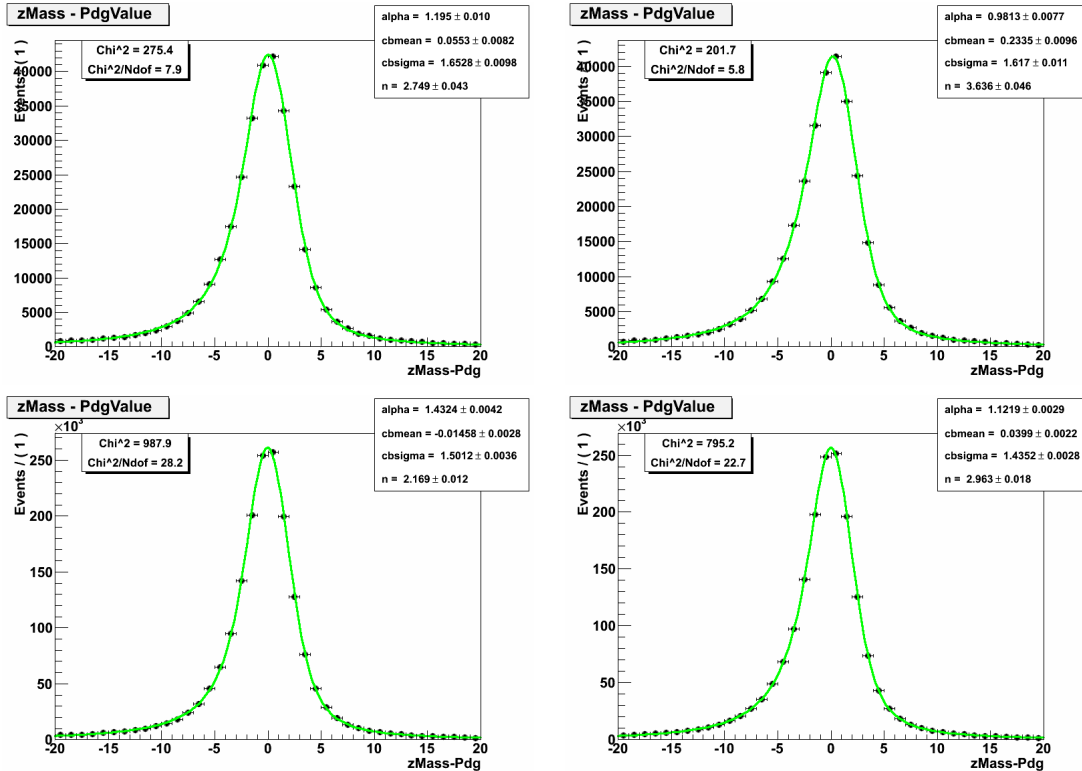 zMass - PdgValue
Chi^2 = 275.4
Chi^2/Ndof = 7.9
alpha = 1.195 ± 0.010
cbmean = 0.0553 ± 0.0082
cbsigma = 1.6528 ± 0.0098
n = 2.749 ± 0.043
Events / ( 1 )
40000
35000
30000
25000
20000
15000
10000
5000
0
-20 -15 -10 -5 0 5 10 15 20
zMass-Pdg
zMass - PdgValue
Chi^2 = 201.7
Chi^2/Ndof = 5.8
alpha = 0.9813 ± 0.0077
cbmean = 0.2335 ± 0.0096
cbsigma = 1.617 ± 0.011
n = 3.636 ± 0.046
Events / ( 1 )
40000
35000
30000
25000
20000
15000
10000
5000
0
-20 -15 -10 -5 0 5 10 15 20
zMass-Pdg
zMass - PdgValue
×10³
Chi^2 = 987.9
Chi^2/Ndof = 28.2
alpha = 1.4324 ± 0.0042
cbmean = -0.01458 ± 0.0028
cbsigma = 1.5012 ± 0.0036
n = 2.169 ± 0.012
Events / ( 1 )
250
200
150
100
50
0
-20 -15 -10 -5 0 5 10 15 20
zMass-Pdg
zMass - PdgValue
×10³
Chi^2 = 795.2
Chi^2/Ndof = 22.7
alpha = 1.1219 ± 0.0029
cbmean = 0.0399 ± 0.0022
cbsigma = 1.4352 ± 0.0028
n = 2.963 ± 0.018
Events / ( 1 )
250
200
150
100
50
0
-20 -15 -10 -5 0 5 10 15 20
zMass-Pdg